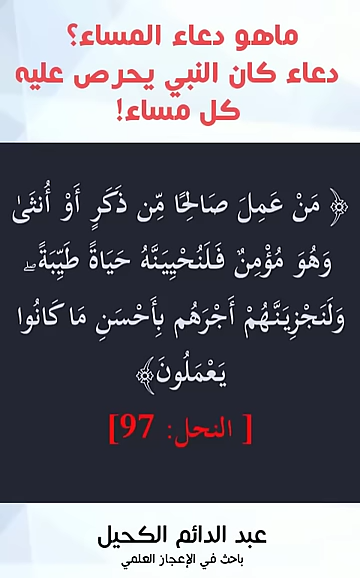 ماهو دعاء المساء؟
دعاء كان النبي يحرص عليه
كل مساء!
﴿ مَنْ عَمِلَ صَالِحًا مِّن ذَكَرٍ أَوْ أُنثَىٰ
وَهُوَ مُؤْمِنٌ فَلَنُحْيِيَنَّهُ حَيَاةً طَيِّبَةً ۖ
وَلَنَجْزِيَنَّهُمْ أَجْرَهُم بِأَحْسَنِ مَا كَانُوا
يَعْمَلُونَ﴾
[ النحل: 97]
عبد الدائم الكحيل
باحث في الإعجاز العلمي